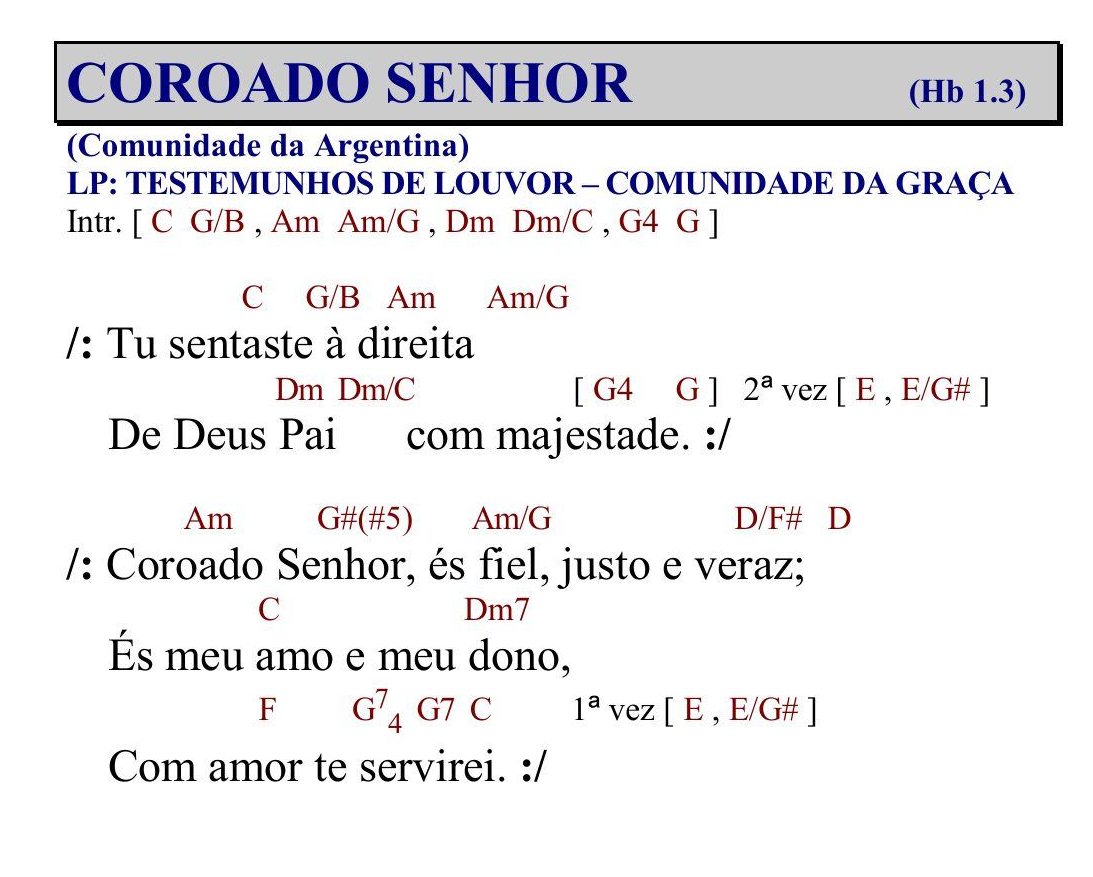 COROADO SENHOR (Hb 1.3)
(Comunidade da Argentina)
LP: TESTEMUNHOS DE LOUVOR – COMUNIDADE DA GRAÇA
Intr. [ C G/B , Am Am/G , Dm Dm/C , G4 G ]
C G/B Am Am/G
/: Tu sentaste à direita
Dm Dm/C [ G4 G ] 2ª vez [ E , E/G# ]
De Deus Pai com majestade. :/
Am G#(#5) Am/G D/F# D
/: Coroado Senhor, és fiel, justo e veraz;
C Dm7
És meu amo e meu dono,
F G⁷₄ G7 C 1ª vez [ E , E/G# ]
Com amor te servirei. :/